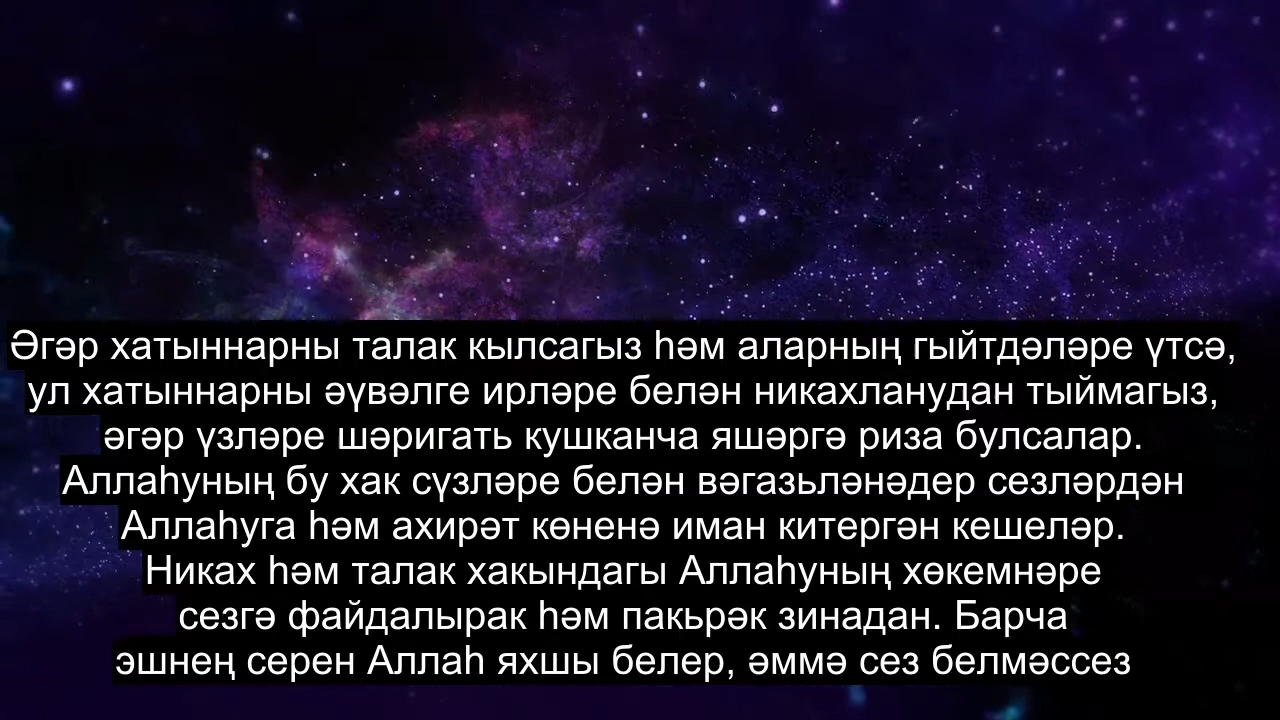 Әгәр хатыннарны талак кылсагыз һәм аларның гыйтдәләре үтсә,
ул хатыннарны әүвәлге ирләре белән никахланудан тыймагыз,
әгәр үзләре шәригать кушканча яшәргә риза булсалар.
Аллаһуның бу хак сүзләре белән вәгазьләнәдер сезләрдән
Аллаһуга һәм ахирәт көненә иман китергән кешеләр.
Никах һәм талак хакындагы Аллаһуның хөкемнәре
сезгә файдалырак һәм пакьрәк зинадан. Барча
эшнең серен Аллаһ яхшы белер, әммә сез белмәссез